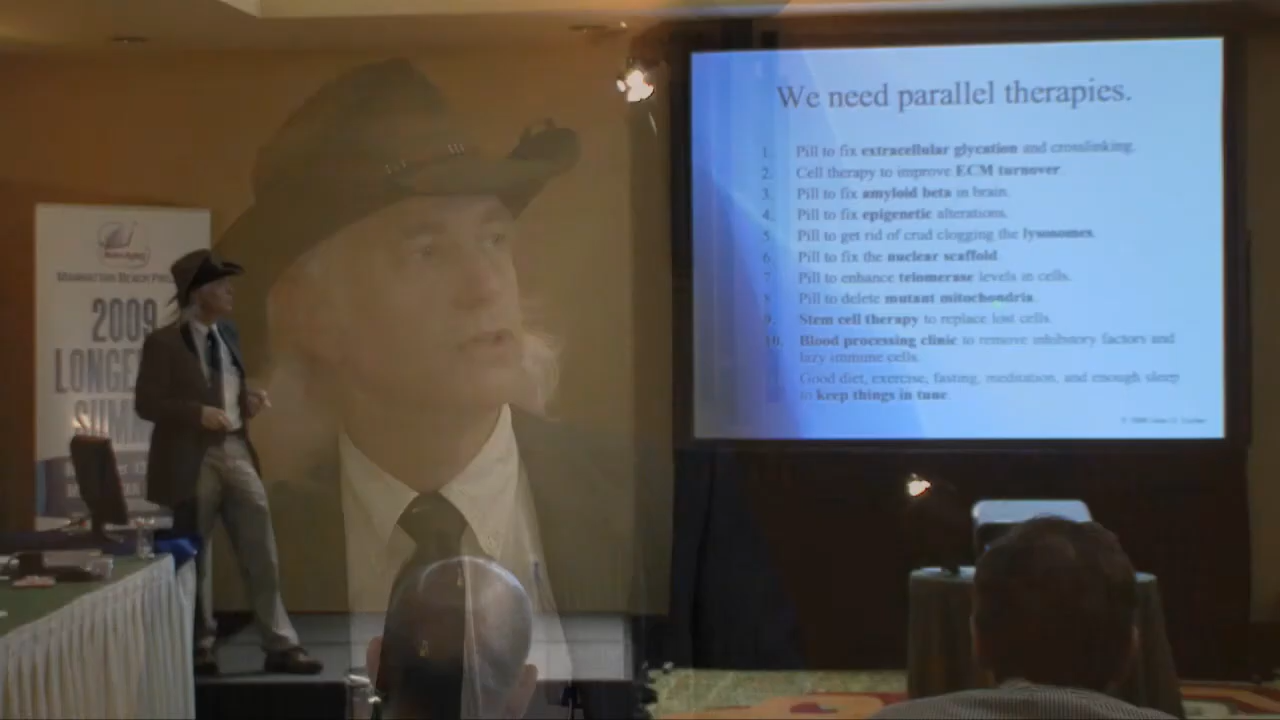 We need parallel therapies.
1. Pill to fix extracellular glycation and crosslinking.
2. Cell therapy to improve ECM turnover.
3. Pill to fix amyloid beta in brain.
4. Pill to fix epigenetic alterations.
5. Pill to get rid of crud clogging the lysosomes.
6. Pill to fix the nuclear scaffold.
7. Pill to enhance telomerase levels in cells.
8. Pill to delete mutant mitochondria.
9. Stem cell therapy to replace lost cells.
10. Blood processing clinic to remove inhibitory factors and
lazy immune cells.
Good diet, exercise, fasting, meditation, and enough sleep
to keep things in tune.
MANHATTAN BEACH
2009